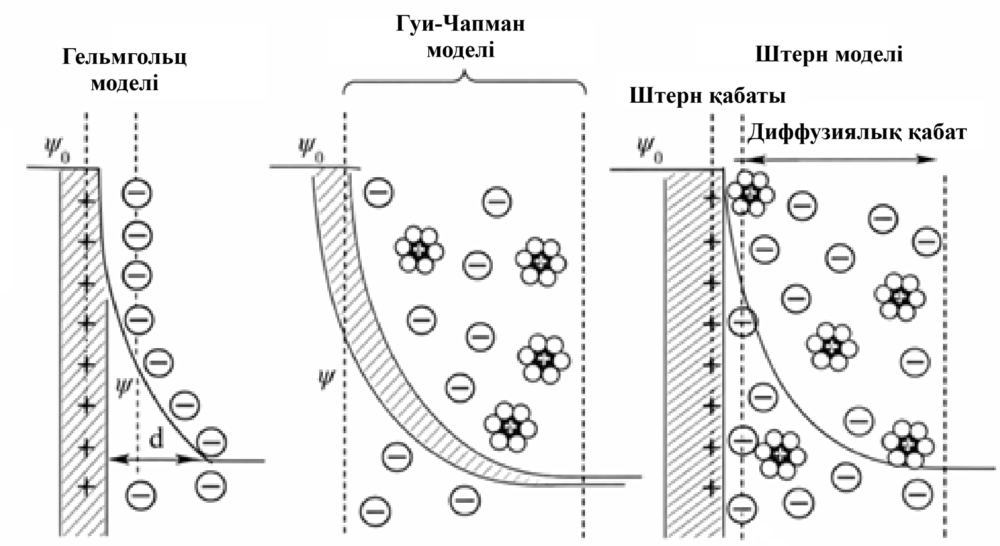 Гельмгольц
моделі
Гуи-Чапман
моделі
Штерн моделі
Штерн қабаты
Диффузиялық қабат
ψ0
ψ0
ψ0
ψ
ψ
d